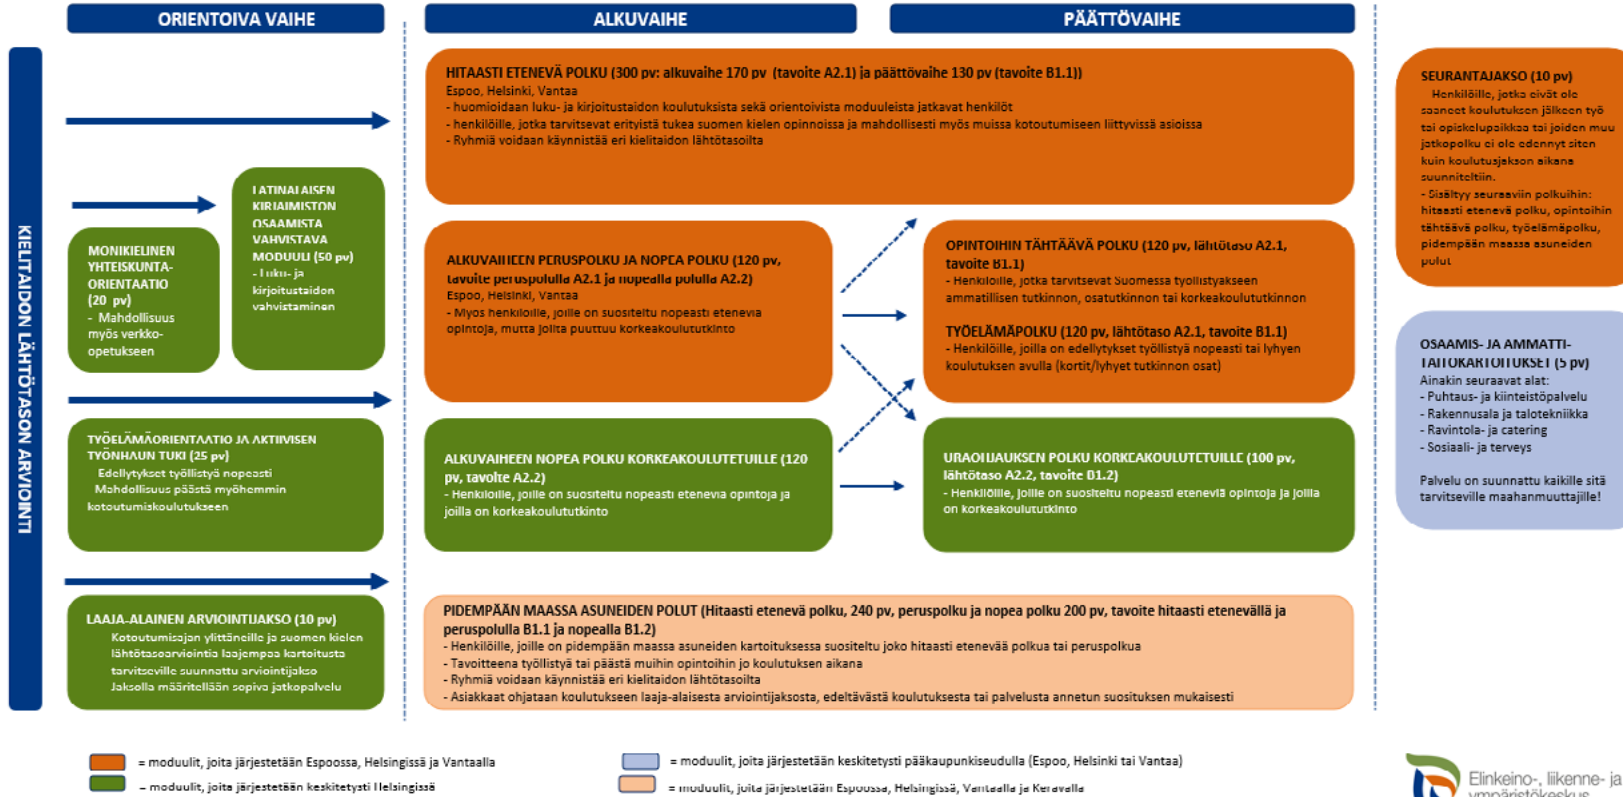 ORIENTOIVA VAIHE
ALKUVAIHE
PÄÄTTÖVAIHE
KIELITAIDON LÄHTÖTASON ARVIOINTI
MONIKIELINEN
YHTEISKUNTA-
ORIENTAATIO
(20 pv)
- Mahdollisuus
myös verkko-
opetukseen
LATINALAISEN
KIRJAIMISTON
OSAAMISTA
VAHVISTAVA
MODUULI (50 pv)
- Luku- ja
kirjoitustaidon
vahvistaminen
TYÖELÄMÄORIENTAATIO JA AKTIIVISEN
TYÖNHAUN TUKI (25 pv)
Edellytykset työllistyä nopeasti
Mahdollisuus päästä myöhemmin
kotoutumiskoulutukseen
LAAJA-ALAINEN ARVIOINTIJAKSO (10 pv)
Kotoutumisajan ylittäneille ja suomen kielen
lähtötasoarviointia laajempaa kartoitusta
tarvitseville suunnattu arviointijakso
Jaksolla määritellään sopiva jatkopalvelu
HITAASTI ETENEVÄ POLKU (300 pv: alkuvaihe 170 pv (tavoite A2.1) ja päättövaihe 130 pv (tavoite B1.1))
Espoo, Helsinki, Vantaa
- huomioidaan luku- ja kirjoitustaidon koulutuksista sekä orientoivista moduuleista jatkavat henkilöt
- henkilöille, jotka tarvitsevat erityistä tukea suomen kielen opinnoissa ja mahdollisesti myös muissa kotoutumiseen liittyvissä asioissa
- Ryhmiä voidaan käynnistää eri kielitaidon lähtötasoilta
ALKUVAIHEEN PERUSPOLKU JA NOPEA POLKU (120 pv,
tavoite peruspolulla A2.1 ja nopealla polulla A2.2)
Espoo, Helsinki, Vantaa
- Myös henkilöille, joille on suositeltu nopeasti eteneviä
opintoja, mutta joilta puuttuu korkeakoulututkinto
OPINTOIHIN TÄHTÄÄVÄ POLKU (120 pv, lähtötaso A2.1,
tavoite B1.1)
- Henkilöille, jotka tarvitsevat Suomessa työllistyäkseen
ammatillisen tutkinnon, osatutkinnon tai korkeakoulututkinnon
TYÖELÄMÄPOLKU (120 pv, lähtötaso A2.1, tavoite B1.1)
- Henkilöille, joilla on edellytykset työllistyä nopeasti tai lyhyen
koulutuksen avulla (kortit/lyhyet tutkinnon osat)
ALKUVAIHEEN NOPEA POLKU KORKEAKOULUTETUILLE (120
pv, tavoite A2.2)
- Henkilöille, joille on suositeltu nopeasti eteneviä opintoja ja
joilla on korkeakoulututkinto
URAOHJAUKSEN POLKU KORKEAKOULUTETUILLE (100 pv,
lähtötaso A2.2, tavoite B1.2)
- Henkilöille, joille on suositeltu nopeasti eteneviä opintoja ja joilla
on korkeakoulututkinto
PIDEMPÄÄN MAASSA ASUNEIDEN POLUT (Hitaasti etenevä polku, 240 pv, peruspolku ja nopea polku 200 pv, tavoite hitaasti etenevällä ja
peruspolulla B1.1 ja nopealla B1.2)
- Henkilöille, joille on pidempään maassa asuneiden kartoituksessa suositeltu joko hitaasti etenevää polkua tai peruspolkua
- Tavoitteena työllistyä tai päästä muihin opintoihin jo koulutuksen aikana
- Ryhmiä voidaan käynnistää eri kielitaidon lähtötasoilta
- Asiakkaat ohjataan koulutukseen laaja-alaisesta arviointijaksosta, edeltävästä koulutuksesta tai palvelusta annetun suosituksen mukaisesti
SEURANTAJAKSO (10 pv)
Henkilöille, jotka eivät ole
saaneet koulutuksen jälkeen työ
tai opiskelupaikkaa tai joiden muu
jatkopolku ei ole edennyt siten
kuin koulutusjakson aikana
suunniteltiin.
- Sisältyy seuraaviin polkuihin:
hitaasti etenevä polku, opintoihin
tähtäävä polku, työelämäpolku,
pidempään maassa asuneiden
polut
OSAAMIS- JA AMMATTI-
TAITOKARTOITUKSET (5 pv)
Ainakin seuraavat alat:
- Puhtaus- ja kiinteistöpalvelu
- Rakennusala ja talotekniikka
- Ravintola- ja catering
- Sosiaali- ja terveys
Palvelu on suunnattu kaikille sitä
tarvitseville maahanmuuttajille!
= moduulit, joita järjestetään Espoossa, Helsingissä ja Vantaalla
= moduulit, joita järjestetään keskitetysti Helsingissä
= moduulit, joita järjestetään keskitetysti pääkaupunkiseudulla (Espoo, Helsinki tai Vantaa)
= moduulit, joita järjestetään Espoossa, Helsingissä, Vantaalla ja Keravalla
Elinkeino-, liikenne- ja
ympäristökeskus